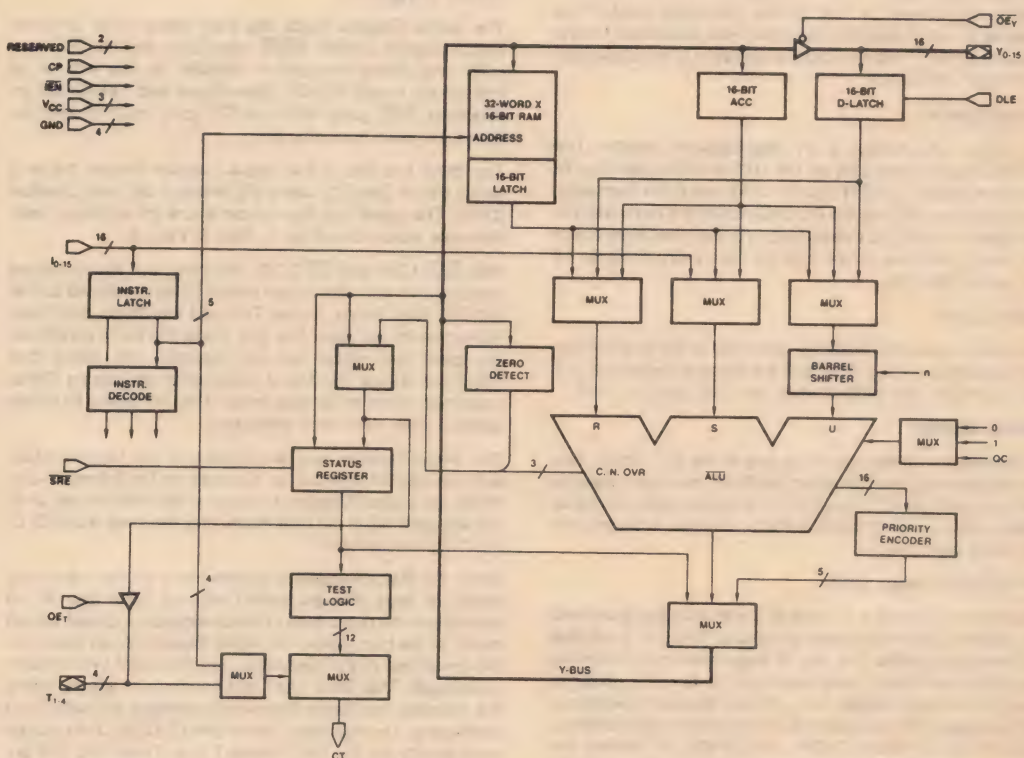 RESERVED 2
CP
IEN
VCC 3
GND 4
OEY
16
Y0-15
32-WORD X
16-BIT RAM
ADDRESS
16-BIT
LATCH
16-BIT
ACC
16-BIT
D-LATCH
DLE
I0-15 16
INSTR.
LATCH
5
INSTR.
DECODE
MUX
ZERO
DETECT
MUX
MUX
MUX
BARREL
SHIFTER
n
R
S
U
MUX
0
1
QC
C. N. OVR
ALU
3
16
PRIORITY
ENCODER
5
SRE
STATUS
REGISTER
TEST
LOGIC
12
4
OET
T1-4 4
MUX
MUX
MUX
Y-BUS
CT